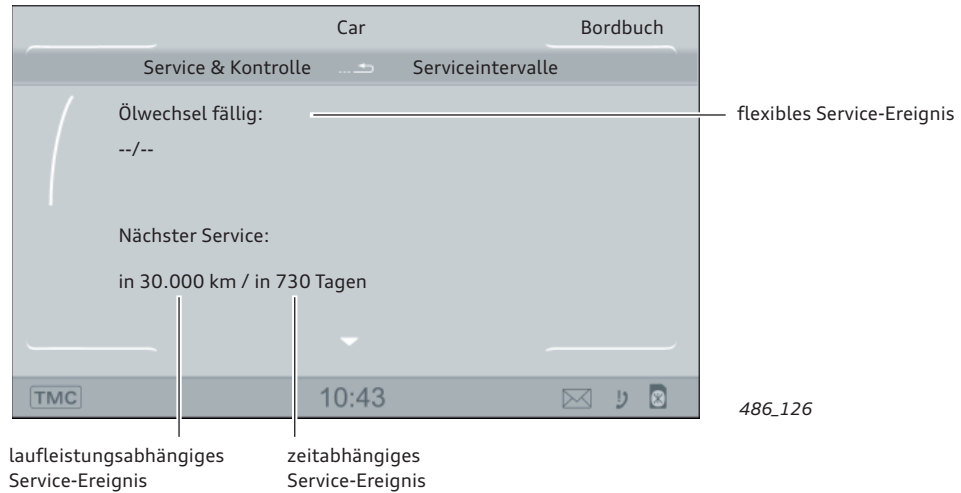 Car Bordbuch
Service & Kontrolle ... Serviceintervalle
Ölwechsel fällig:
flexibles Service-Ereignis
--/--
Nächster Service:
in 30.000 km / in 730 Tagen
TMC 10:43
486_126
laufleistungsabhängiges
Service-Ereignis
zeitabhängiges
Service-Ereignis